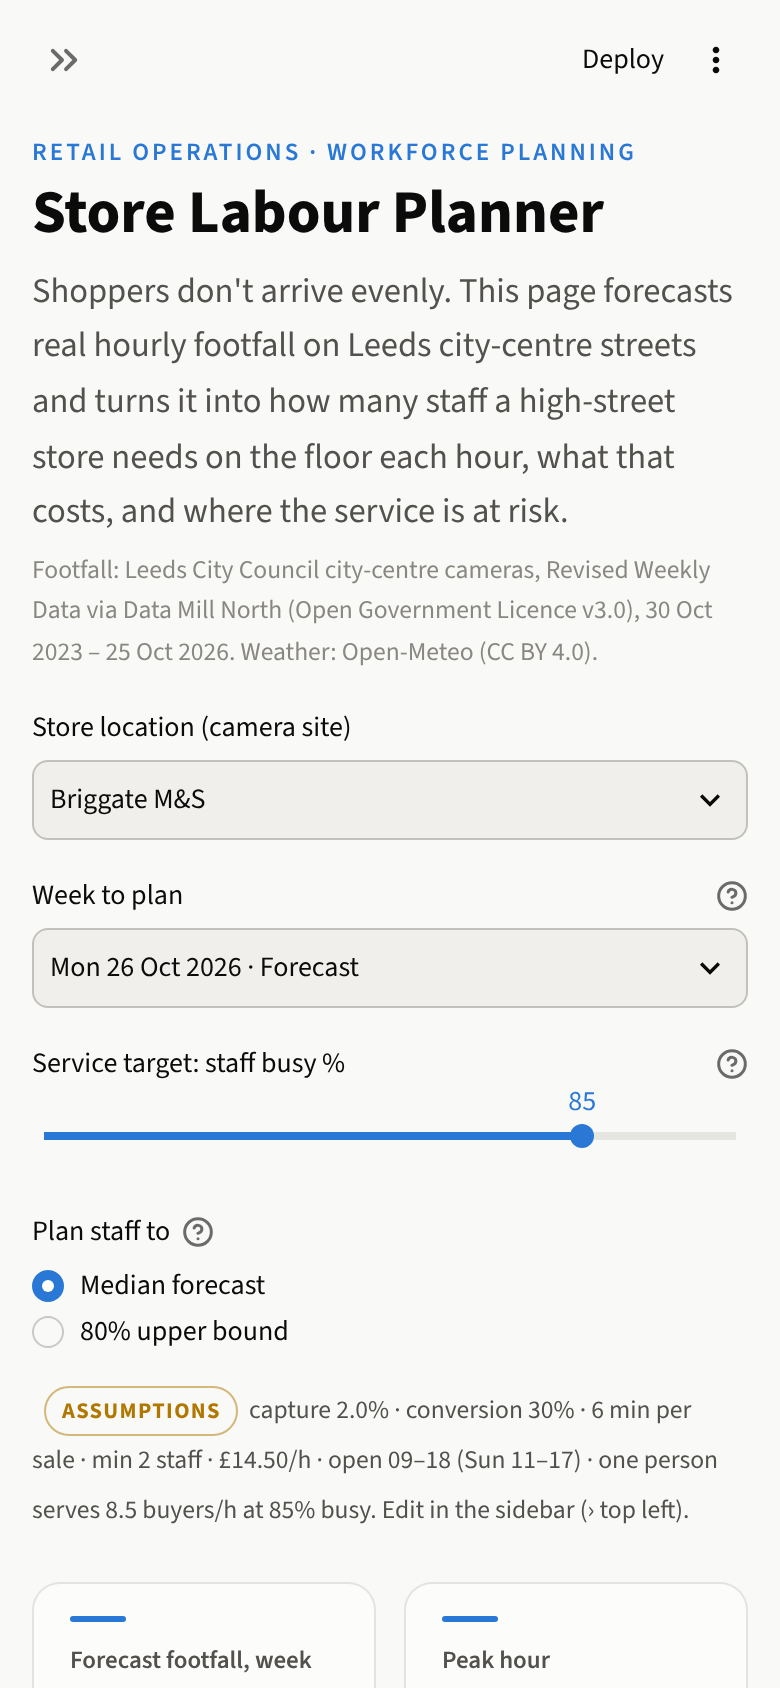 Deploy
RETAIL OPERATIONS · WORKFORCE PLANNING
Store Labour Planner
Shoppers don't arrive evenly. This page forecasts
real hourly footfall on Leeds city-centre streets
and turns it into how many staff a high-street
store needs on the floor each hour, what that
costs, and where the service is at risk.
Footfall: Leeds City Council city-centre cameras, Revised Weekly
Data via Data Mill North (Open Government Licence v3.0), 30 Oct
2023 – 25 Oct 2026. Weather: Open-Meteo (CC BY 4.0).
Store location (camera site)
Briggate M&S
Week to plan
Mon 26 Oct 2026 · Forecast
Service target: staff busy %
85
Plan staff to
Median forecast
80% upper bound
ASSUMPTIONS capture 2.0% · conversion 30% · 6 min per
sale · min 2 staff · £14.50/h · open 09–18 (Sun 11–17) · one person
serves 8.5 buyers/h at 85% busy. Edit in the sidebar (› top left).
Forecast footfall, week
Peak hour